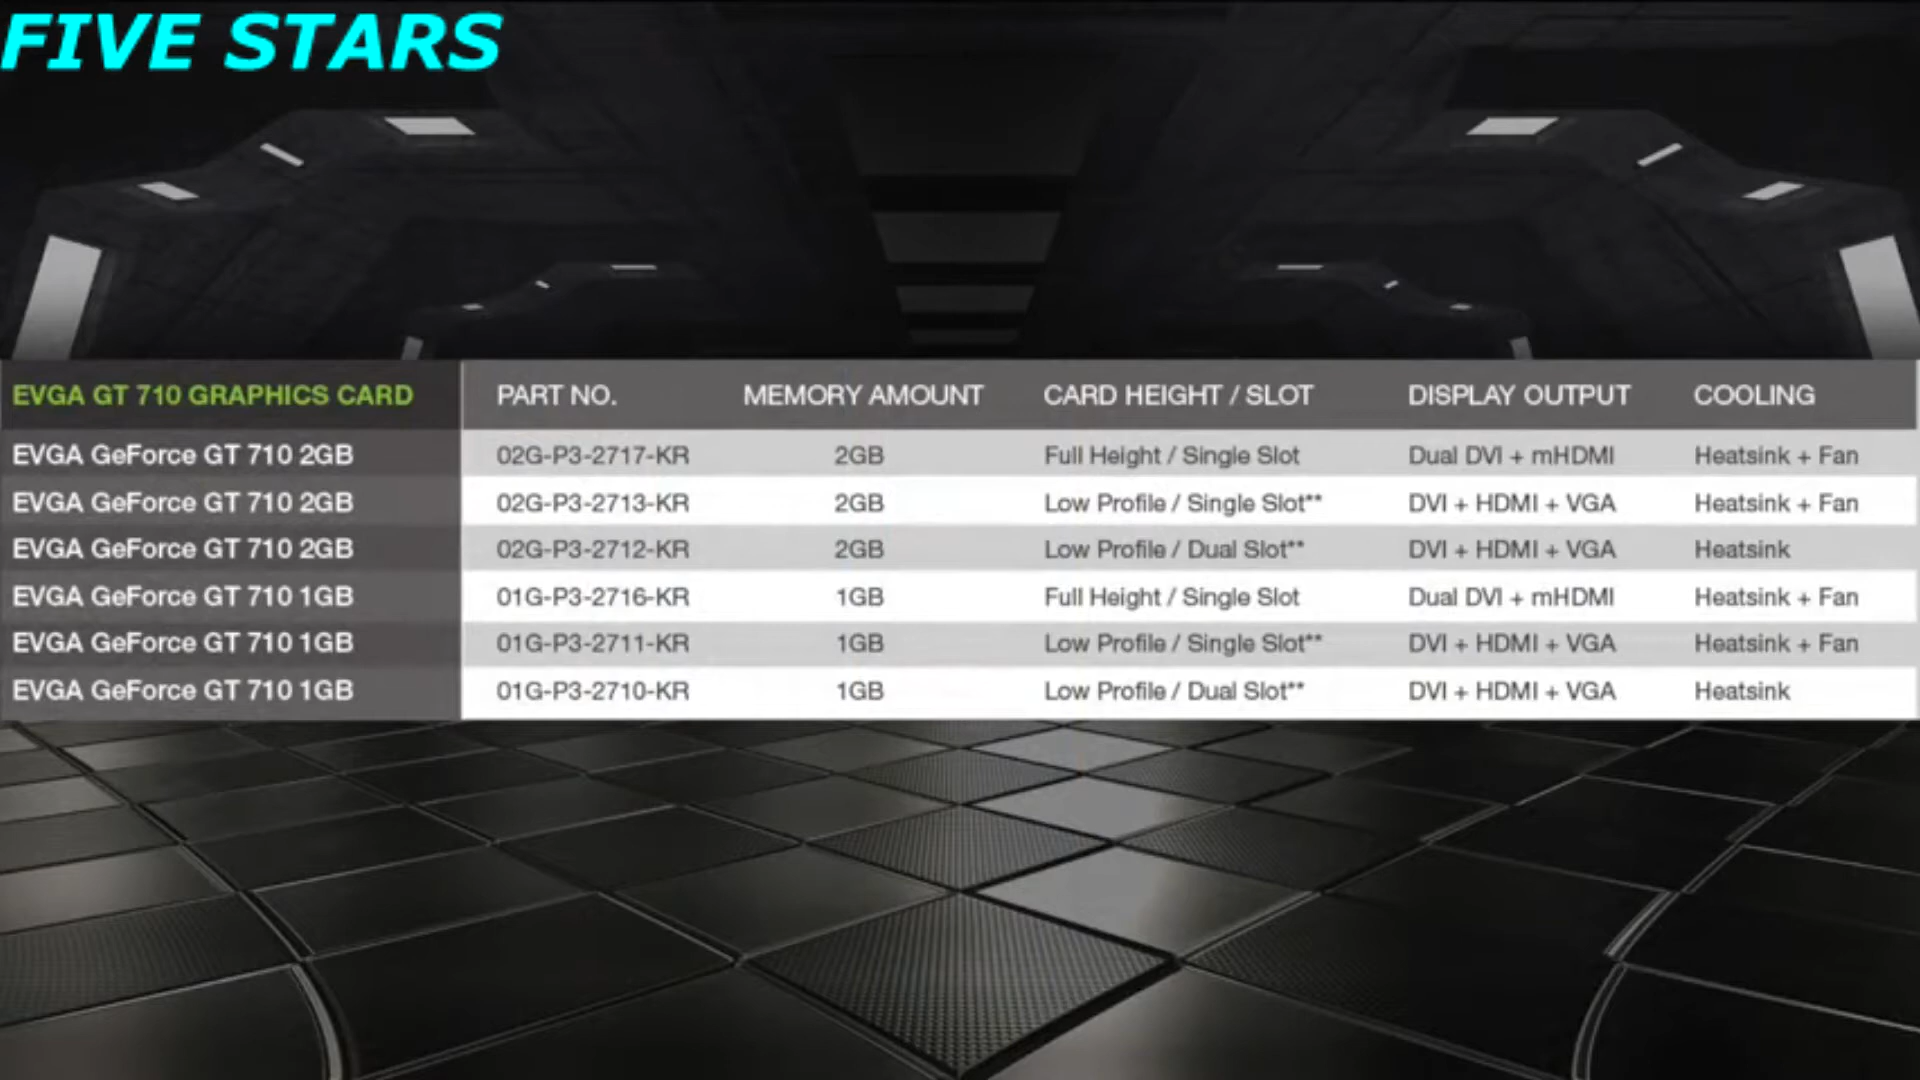 FIVE STARS
EVGA GT 710 GRAPHICS CARD PART NO. MEMORY AMOUNT CARD HEIGHT / SLOT DISPLAY OUTPUT COOLING
EVGA GeForce GT 710 2GB 02G-P3-2717-KR 2GB Full Height / Single Slot Dual DVI + mHDMI Heatsink + Fan
EVGA GeForce GT 710 2GB 02G-P3-2713-KR 2GB Low Profile / Single Slot** DVI + HDMI + VGA Heatsink + Fan
EVGA GeForce GT 710 2GB 02G-P3-2712-KR 2GB Low Profile / Dual Slot** DVI + HDMI + VGA Heatsink
EVGA GeForce GT 710 1GB 01G-P3-2716-KR 1GB Full Height / Single Slot Dual DVI + mHDMI Heatsink + Fan
EVGA GeForce GT 710 1GB 01G-P3-2711-KR 1GB Low Profile / Single Slot** DVI + HDMI + VGA Heatsink + Fan
EVGA GeForce GT 710 1GB 01G-P3-2710-KR 1GB Low Profile / Dual Slot** DVI + HDMI + VGA Heatsink